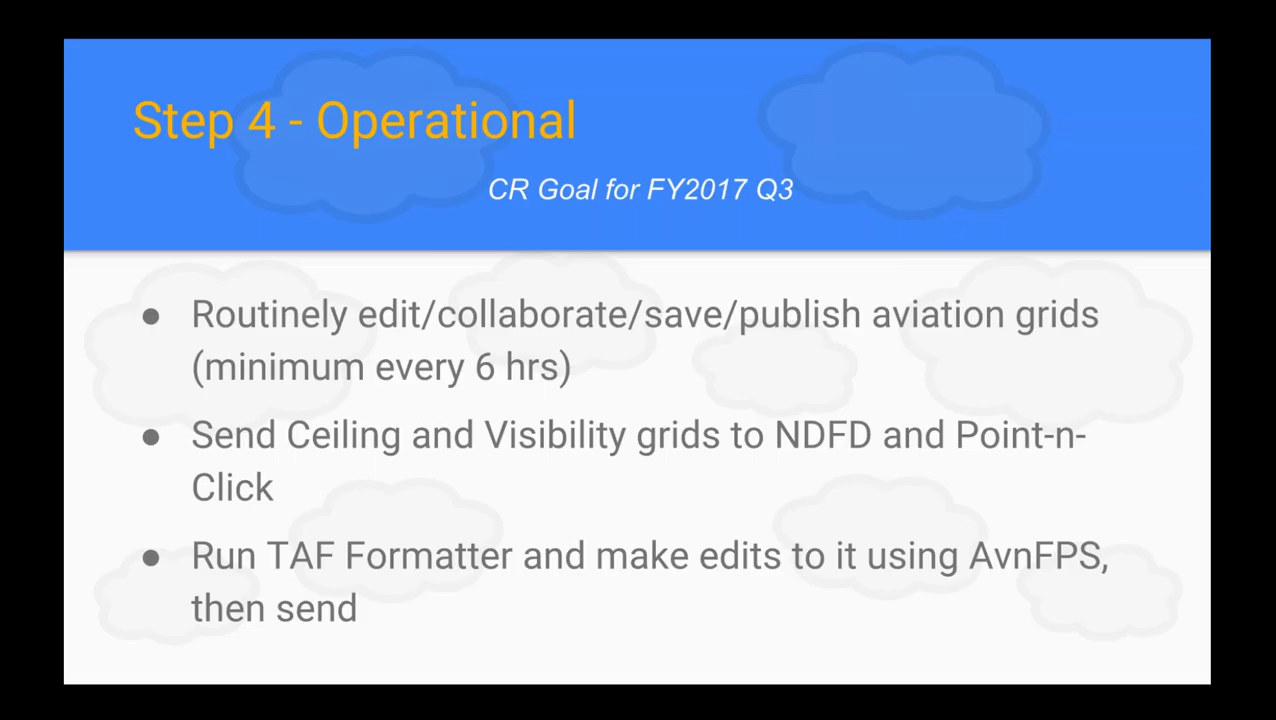 Step 4 - Operational
CR Goal for FY2017 Q3
● Routinely edit/collaborate/save/publish aviation grids
(minimum every 6 hrs)
● Send Ceiling and Visibility grids to NDFD and Point-n-
Click
● Run TAF Formatter and make edits to it using AvnFPS,
then send